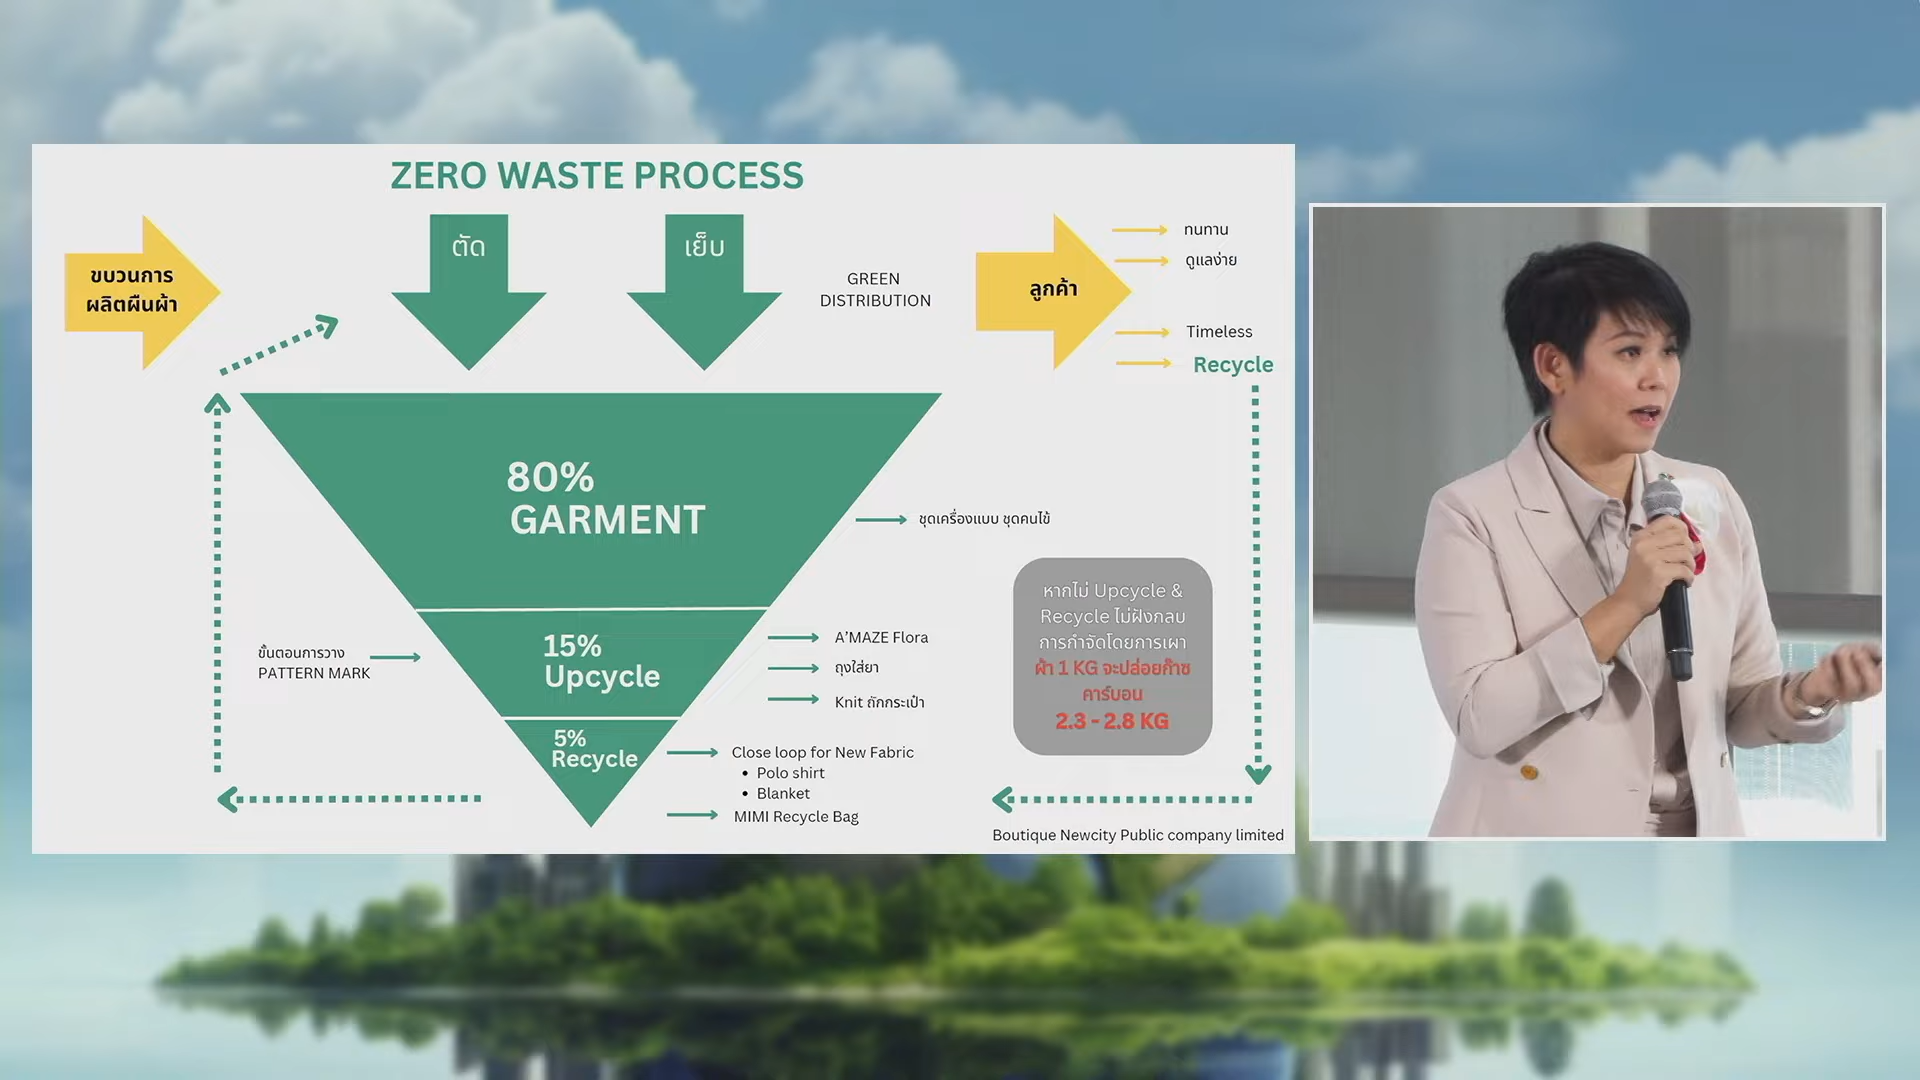 ZERO WASTE PROCESS
ขบวนการ
ผลิตผืนผ้า
ตัด
เย็บ
GREEN
DISTRIBUTION
ลูกค้า
ทนทาน
ดูแลง่าย
Timeless
Recycle
80%
GARMENT
ชุดเครื่องแบบ ชุดคนไข้
15%
Upcycle
ขั้นตอนการวาง
PATTERN MARK
A'MAZE Flora
ถุงใส่ยา
Knit ถักกระเป๋า
5%
Recycle
Close loop for New Fabric
• Polo shirt
• Blanket
MIMI Recycle Bag
หากไม่ Upcycle &
Recycle ไม่ฝังกลบ
การกำจัดโดยการเผา
ผ้า 1 KG จะปล่อยก๊าซ
คาร์บอน
2.3 - 2.8 KG
Boutique Newcity Public company limited